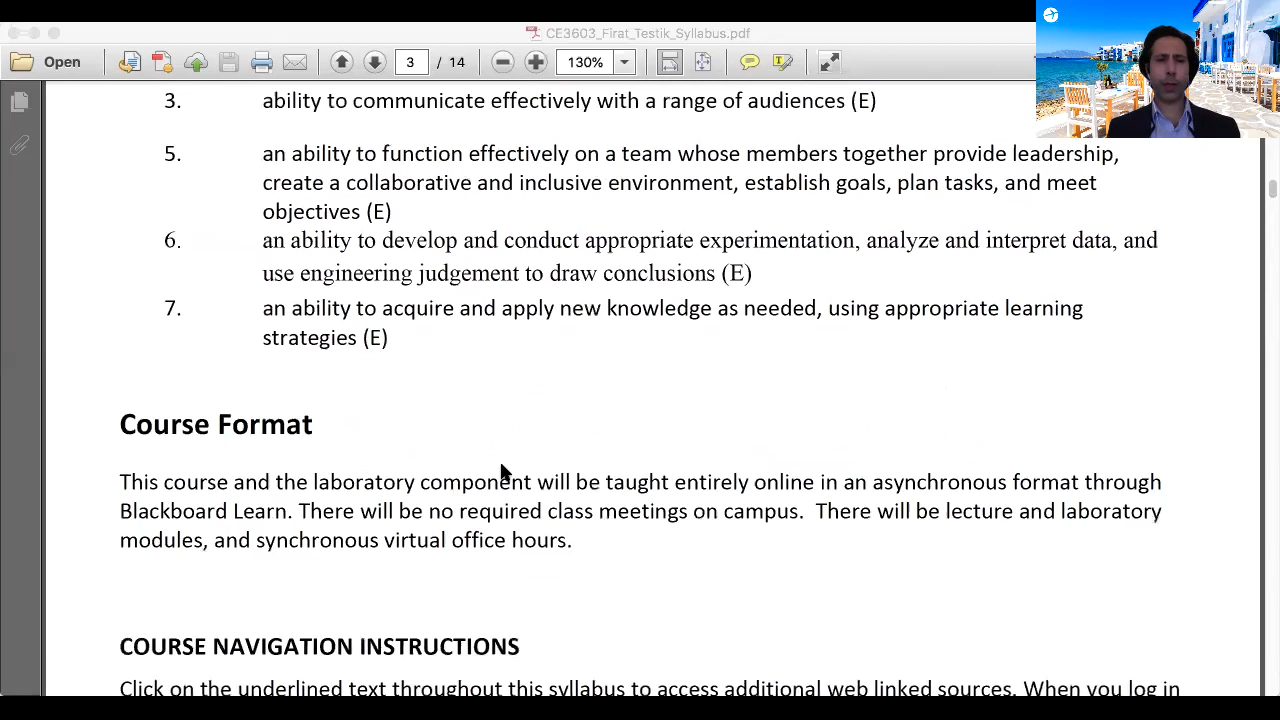 CE3603_Firat_Testik_Syllabus.pdf
Open
3 / 14
130%
3. ability to communicate effectively with a range of audiences (E)
5. an ability to function effectively on a team whose members together provide leadership,
create a collaborative and inclusive environment, establish goals, plan tasks, and meet
objectives (E)
6. an ability to develop and conduct appropriate experimentation, analyze and interpret data, and
use engineering judgement to draw conclusions (E)
7. an ability to acquire and apply new knowledge as needed, using appropriate learning
strategies (E)
Course Format
This course and the laboratory component will be taught entirely online in an asynchronous format through
Blackboard Learn. There will be no required class meetings on campus.  There will be lecture and laboratory
modules, and synchronous virtual office hours.
COURSE NAVIGATION INSTRUCTIONS
Click on the underlined text throughout this syllabus to access additional web linked sources. When you log in